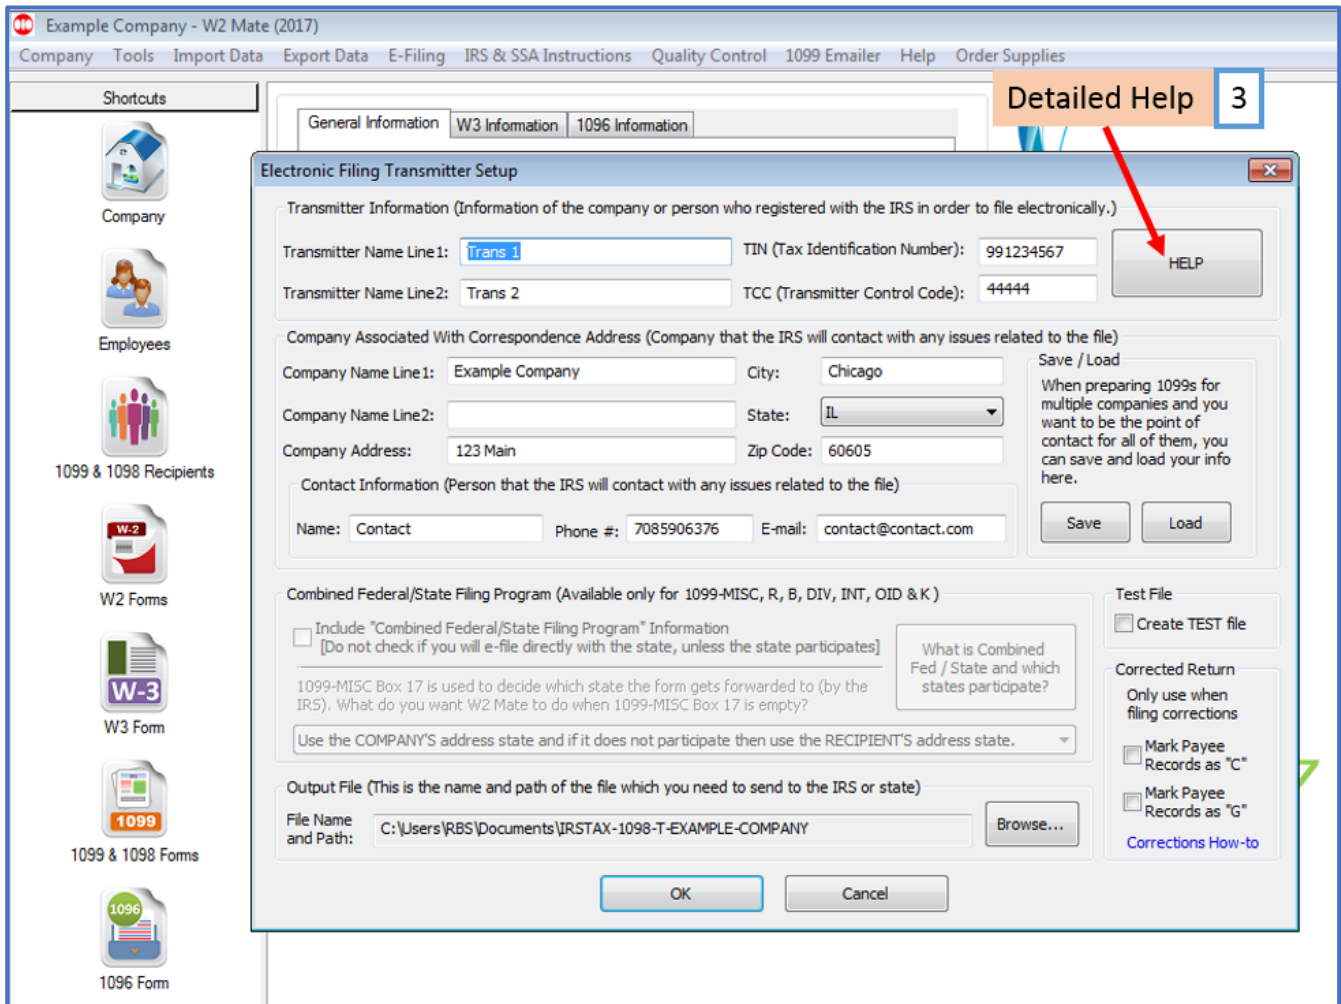 Example Company - W2 Mate (2017)
Company Tools Import Data Export Data E-Filing IRS & SSA Instructions Quality Control 1099 Emailer Help Order Supplies
Detailed Help 3
Shortcuts
Company
Employees
1099 & 1098 Recipients
W-2
W2 Forms
W-3
W3 Form
1099
1099 & 1098 Forms
1096
1096 Form
General Information W3 Information 1096 Information
Electronic Filing Transmitter Setup
Transmitter Information (Information of the company or person who registered with the IRS in order to file electronically.)
Transmitter Name Line1: Trans 1 TIN (Tax Identification Number): 991234567
HELP
Transmitter Name Line2: Trans 2 TCC (Transmitter Control Code): 44444
Company Associated With Correspondence Address (Company that the IRS will contact with any issues related to the file)
Company Name Line1: Example Company City: Chicago
Company Name Line2: State: IL
Company Address: 123 Main Zip Code: 60605
Contact Information (Person that the IRS will contact with any issues related to the file)
Name: Contact Phone #: 7085906376 E-mail: contact@contact.com
Save / Load
When preparing 1099s for
multiple companies and you
want to be the point of
contact for all of them, you
can save and load your info
here.
Save Load
Combined Federal/State Filing Program (Available only for 1099-MISC, R, B, DIV, INT, OID & K )
Include "Combined Federal/State Filing Program" Information
[Do not check if you will e-file directly with the state, unless the state participates]
What is Combined
Fed / State and which
states participate?
1099-MISC Box 17 is used to decide which state the form gets forwarded to (by the
IRS). What do you want W2 Mate to do when 1099-MISC Box 17 is empty?
Use the COMPANY'S address state and if it does not participate then use the RECIPIENT'S address state.
Test File
Create TEST file
Corrected Return
Only use when
filing corrections
Mark Payee
Records as "C"
Mark Payee
Records as "G"
Corrections How-to
Output File (This is the name and path of the file which you need to send to the IRS or state)
File Name
and Path: C:\Users\RBS\Documents\IRSTAX-1098-T-EXAMPLE-COMPANY
Browse...
OK Cancel
7